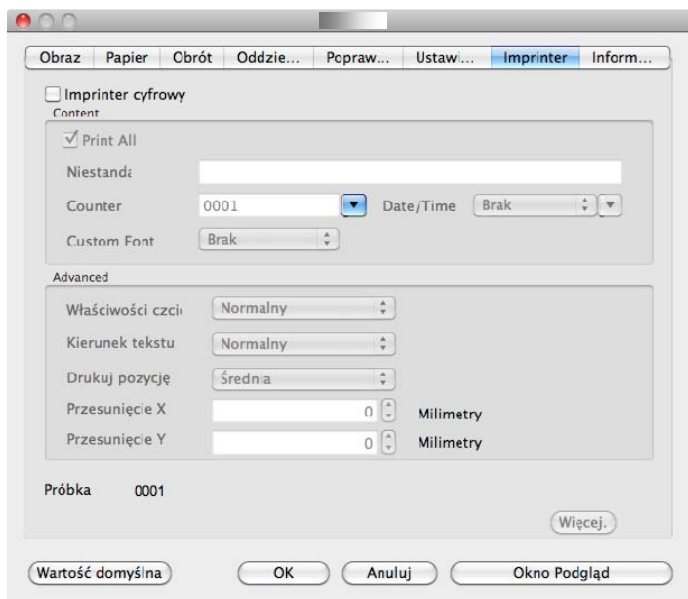 Obraz Papier Obrót Oddzie... Popraw... Ustawi... Imprinter Inform...
Imprinter cyfrowy
Content
Print All
Niestanda
Counter 0001 Date/Time Brak
Custom Font Brak
Advanced
Właściwości czci Normalny
Kierunek tekstu Normalny
Drukuj pozycję Średnia
Przesunięcie X 0 Milimetry
Przesunięcie Y 0 Milimetry
Próbka 0001
Więcej.
Wartość domyślna OK Anuluj Okno Podgląd